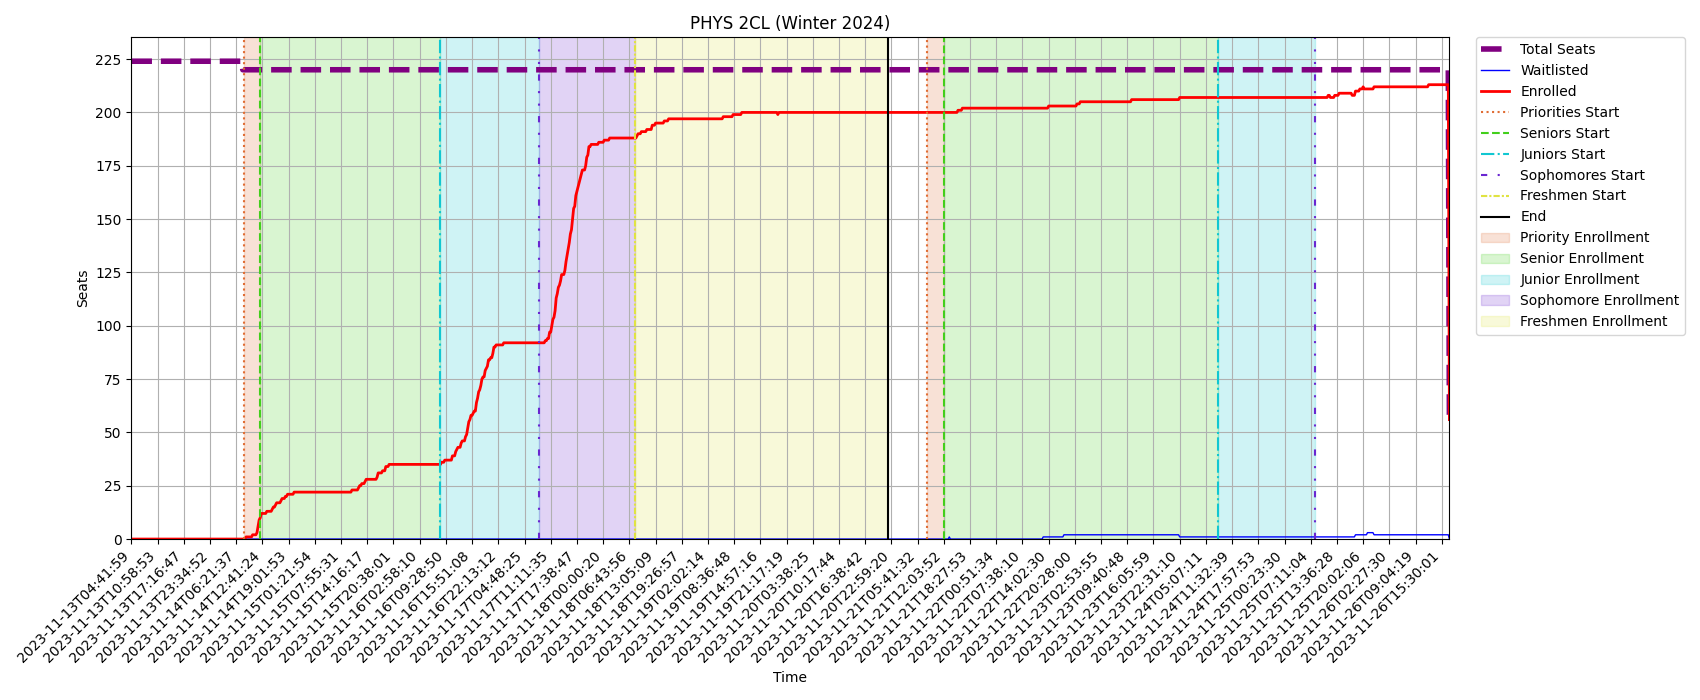 PHYS 2CL (Winter 2024)
Seats
225
200
175
150
125
100
75
50
25
0
2023-11-13T04:41:59
2023-11-13T10:58:53
2023-11-13T17:16:47
2023-11-13T23:34:52
2023-11-14T06:21:37
2023-11-14T12:41:24
2023-11-14T19:01:53
2023-11-15T01:21:54
2023-11-15T07:55:31
2023-11-15T14:16:17
2023-11-15T20:38:01
2023-11-16T02:58:10
2023-11-16T09:28:50
2023-11-16T15:51:08
2023-11-16T22:13:12
2023-11-17T04:48:25
2023-11-17T11:11:35
2023-11-17T17:38:47
2023-11-18T00:00:20
2023-11-18T06:43:56
2023-11-18T13:05:09
2023-11-18T19:26:57
2023-11-19T02:02:14
2023-11-19T08:36:48
2023-11-19T14:57:16
2023-11-19T21:17:19
2023-11-20T03:38:25
2023-11-20T10:17:44
2023-11-20T16:38:42
2023-11-20T22:59:20
2023-11-21T05:41:32
2023-11-21T12:03:52
2023-11-21T18:27:53
2023-11-22T00:51:34
2023-11-22T07:38:10
2023-11-22T14:02:30
2023-11-22T20:28:00
2023-11-23T02:53:55
2023-11-23T09:40:48
2023-11-23T16:05:59
2023-11-23T22:31:10
2023-11-24T05:07:11
2023-11-24T11:32:39
2023-11-24T17:57:53
2023-11-25T00:23:30
2023-11-25T07:11:04
2023-11-25T13:36:28
2023-11-25T20:02:06
2023-11-26T02:27:30
2023-11-26T09:04:19
2023-11-26T15:30:01
Time
Total Seats
Waitlisted
Enrolled
Priorities Start
Seniors Start
Juniors Start
Sophomores Start
Freshmen Start
End
Priority Enrollment
Senior Enrollment
Junior Enrollment
Sophomore Enrollment
Freshmen Enrollment